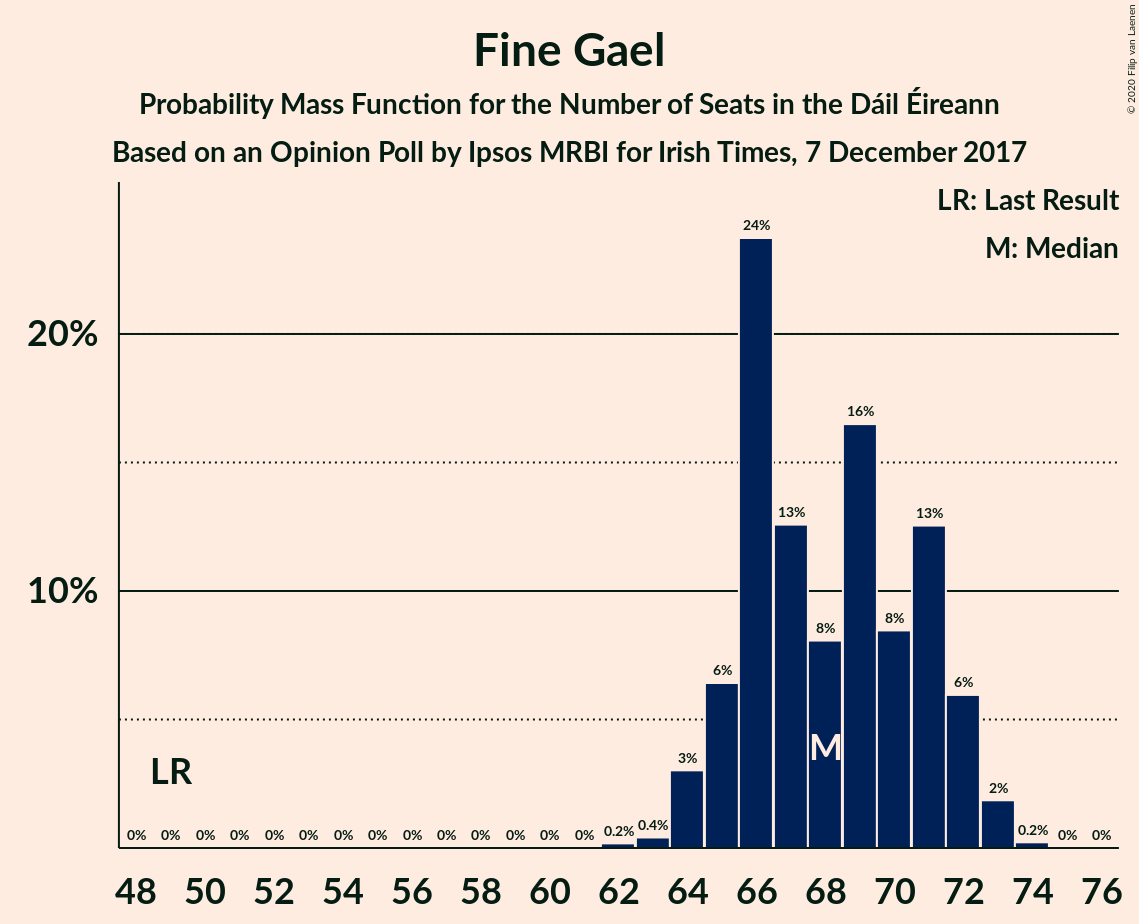 Fine Gael
Probability Mass Function for the Number of Seats in the Dáil Éireann
Based on an Opinion Poll by Ipsos MRBI for Irish Times, 7 December 2017
© 2020 Filip van Laenen
LR: Last Result
M: Median
24%
20%
16%
13%
13%
10%
8%
8%
6%
6%
M
LR
3%
2%
0% 0% 0% 0% 0% 0% 0% 0% 0% 0% 0% 0% 0% 0% 0.2% 0.4% 0.2% 0% 0%
48 50 52 54 56 58 60 62 64 66 68 70 72 74 76